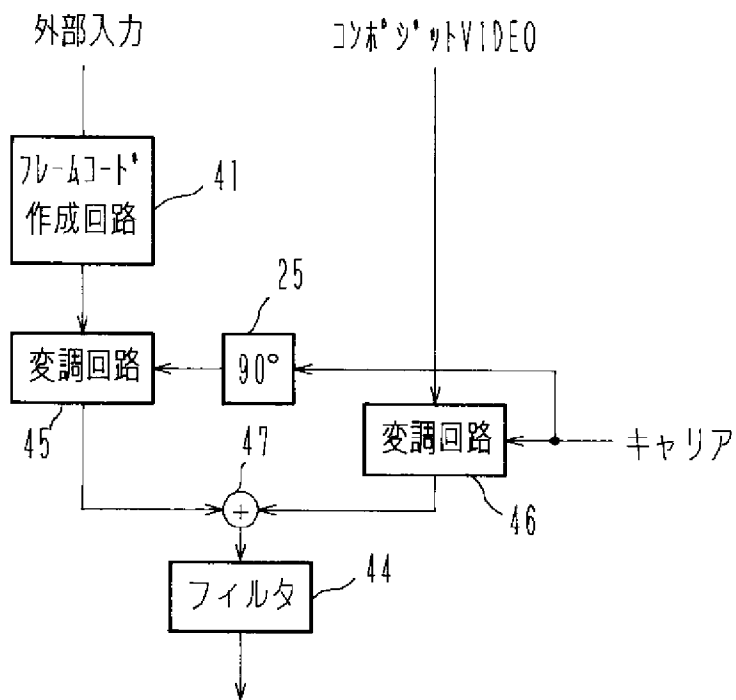 外部入力
コンポジットVIDEO
フレームコード
作成回路
41
25
変調回路
90°
45
47
変調回路
キャリア
46
+
44
フィルタ